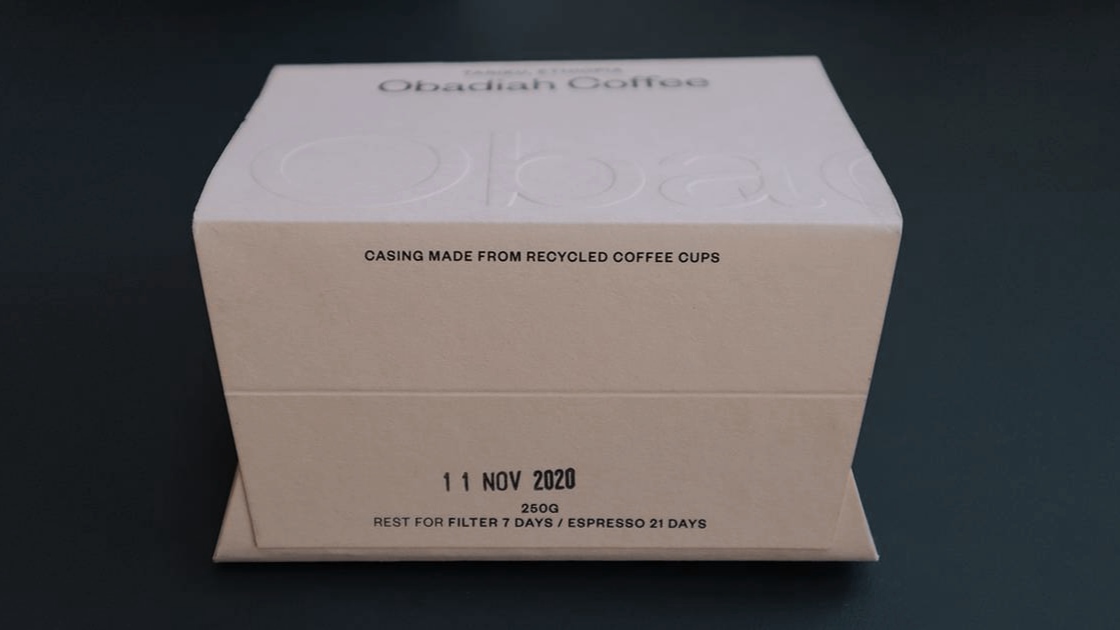 Obadiah Coffee
Oba
CASING MADE FROM RECYCLED COFFEE CUPS
11 NOV 2020
250G
REST FOR FILTER 7 DAYS / ESPRESSO 21 DAYS